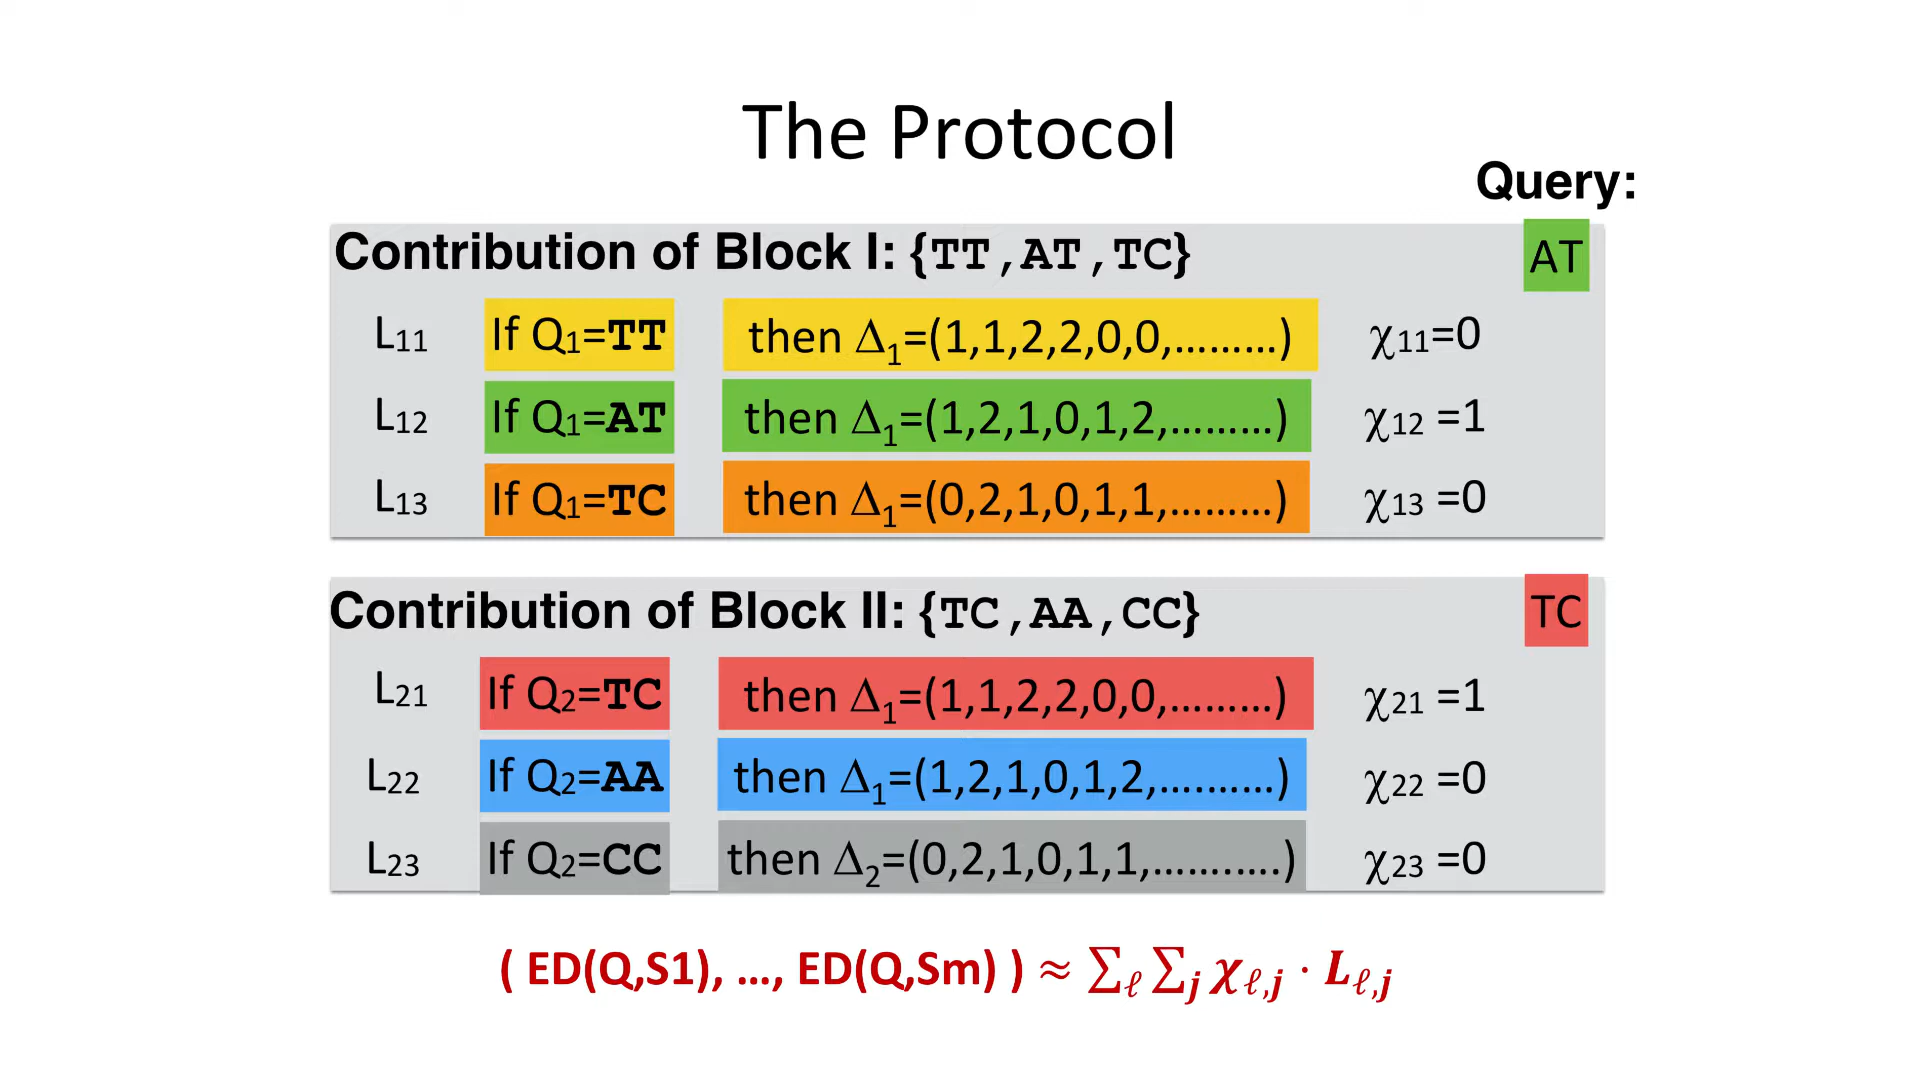 The Protocol
Query:
Contribution of Block I: {TT,AT,TC} AT
L11 If Q1=TT then Δ1=(1,1,2,2,0,0,.........) χ11=0
L12 If Q1=AT then Δ1=(1,2,1,0,1,2,.........) χ12 =1
L13 If Q1=TC then Δ1=(0,2,1,0,1,1,.........) χ13 =0
Contribution of Block II: {TC,AA,CC} TC
L21 If Q2=TC then Δ1=(1,1,2,2,0,0,.........) χ21 =1
L22 If Q2=AA then Δ1=(1,2,1,0,1,2,..........) χ22 =0
L23 If Q2=CC then Δ2=(0,2,1,0,1,1,...........) χ23 =0
( ED(Q,S1), ..., ED(Q,Sm) ) ≈ ∑ℓ ∑j χℓ,j · Lℓ,j